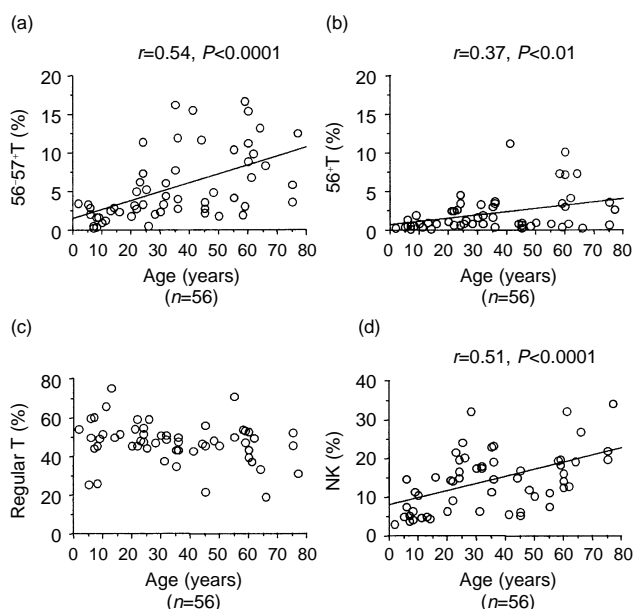 (a)
r=0.54, P<0.0001
56⁻57⁺T (%)
20
15
10
5
0
0 10 20 30 40 50 60 70 80
Age (years)
(n=56)
(b)
r=0.37, P<0.01
56⁺T (%)
20
15
10
5
0
0 10 20 30 40 50 60 70 80
Age (years)
(n=56)
(c)
Regular T (%)
80
60
40
20
0
0 10 20 30 40 50 60 70 80
Age (years)
(n=56)
(d)
r=0.51, P<0.0001
NK (%)
40
30
20
10
0
0 10 20 30 40 50 60 70 80
Age (years)
(n=56)